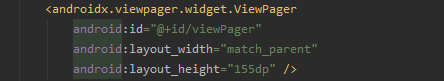 <androidx.viewpager.widget.ViewPager
android:id="@+id/viewPager"
android:layout_width="match_parent"
android:layout_height="155dp" />